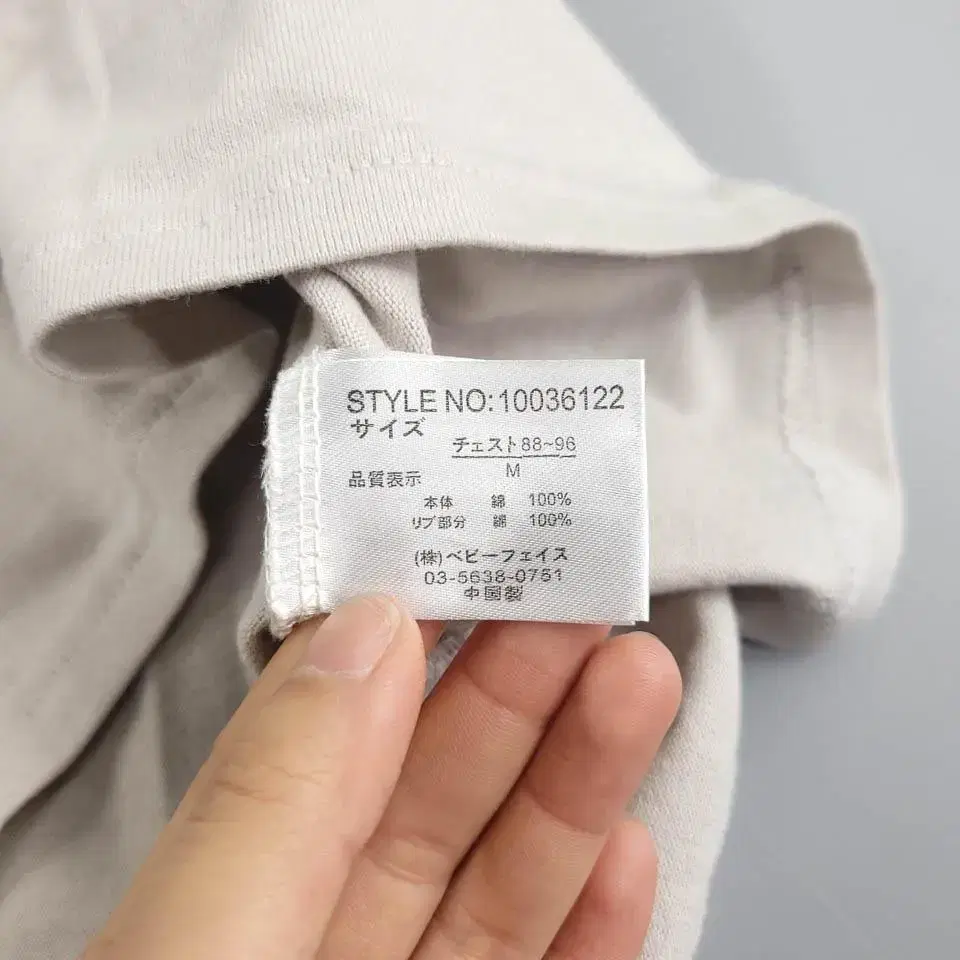 STYLE NO:10036122
サイズ
チェスト88~96
M
品質表示
本体 綿 100%
リブ部分 綿 100%
(株)ベビーフェイス
03-5638-0751
中国製